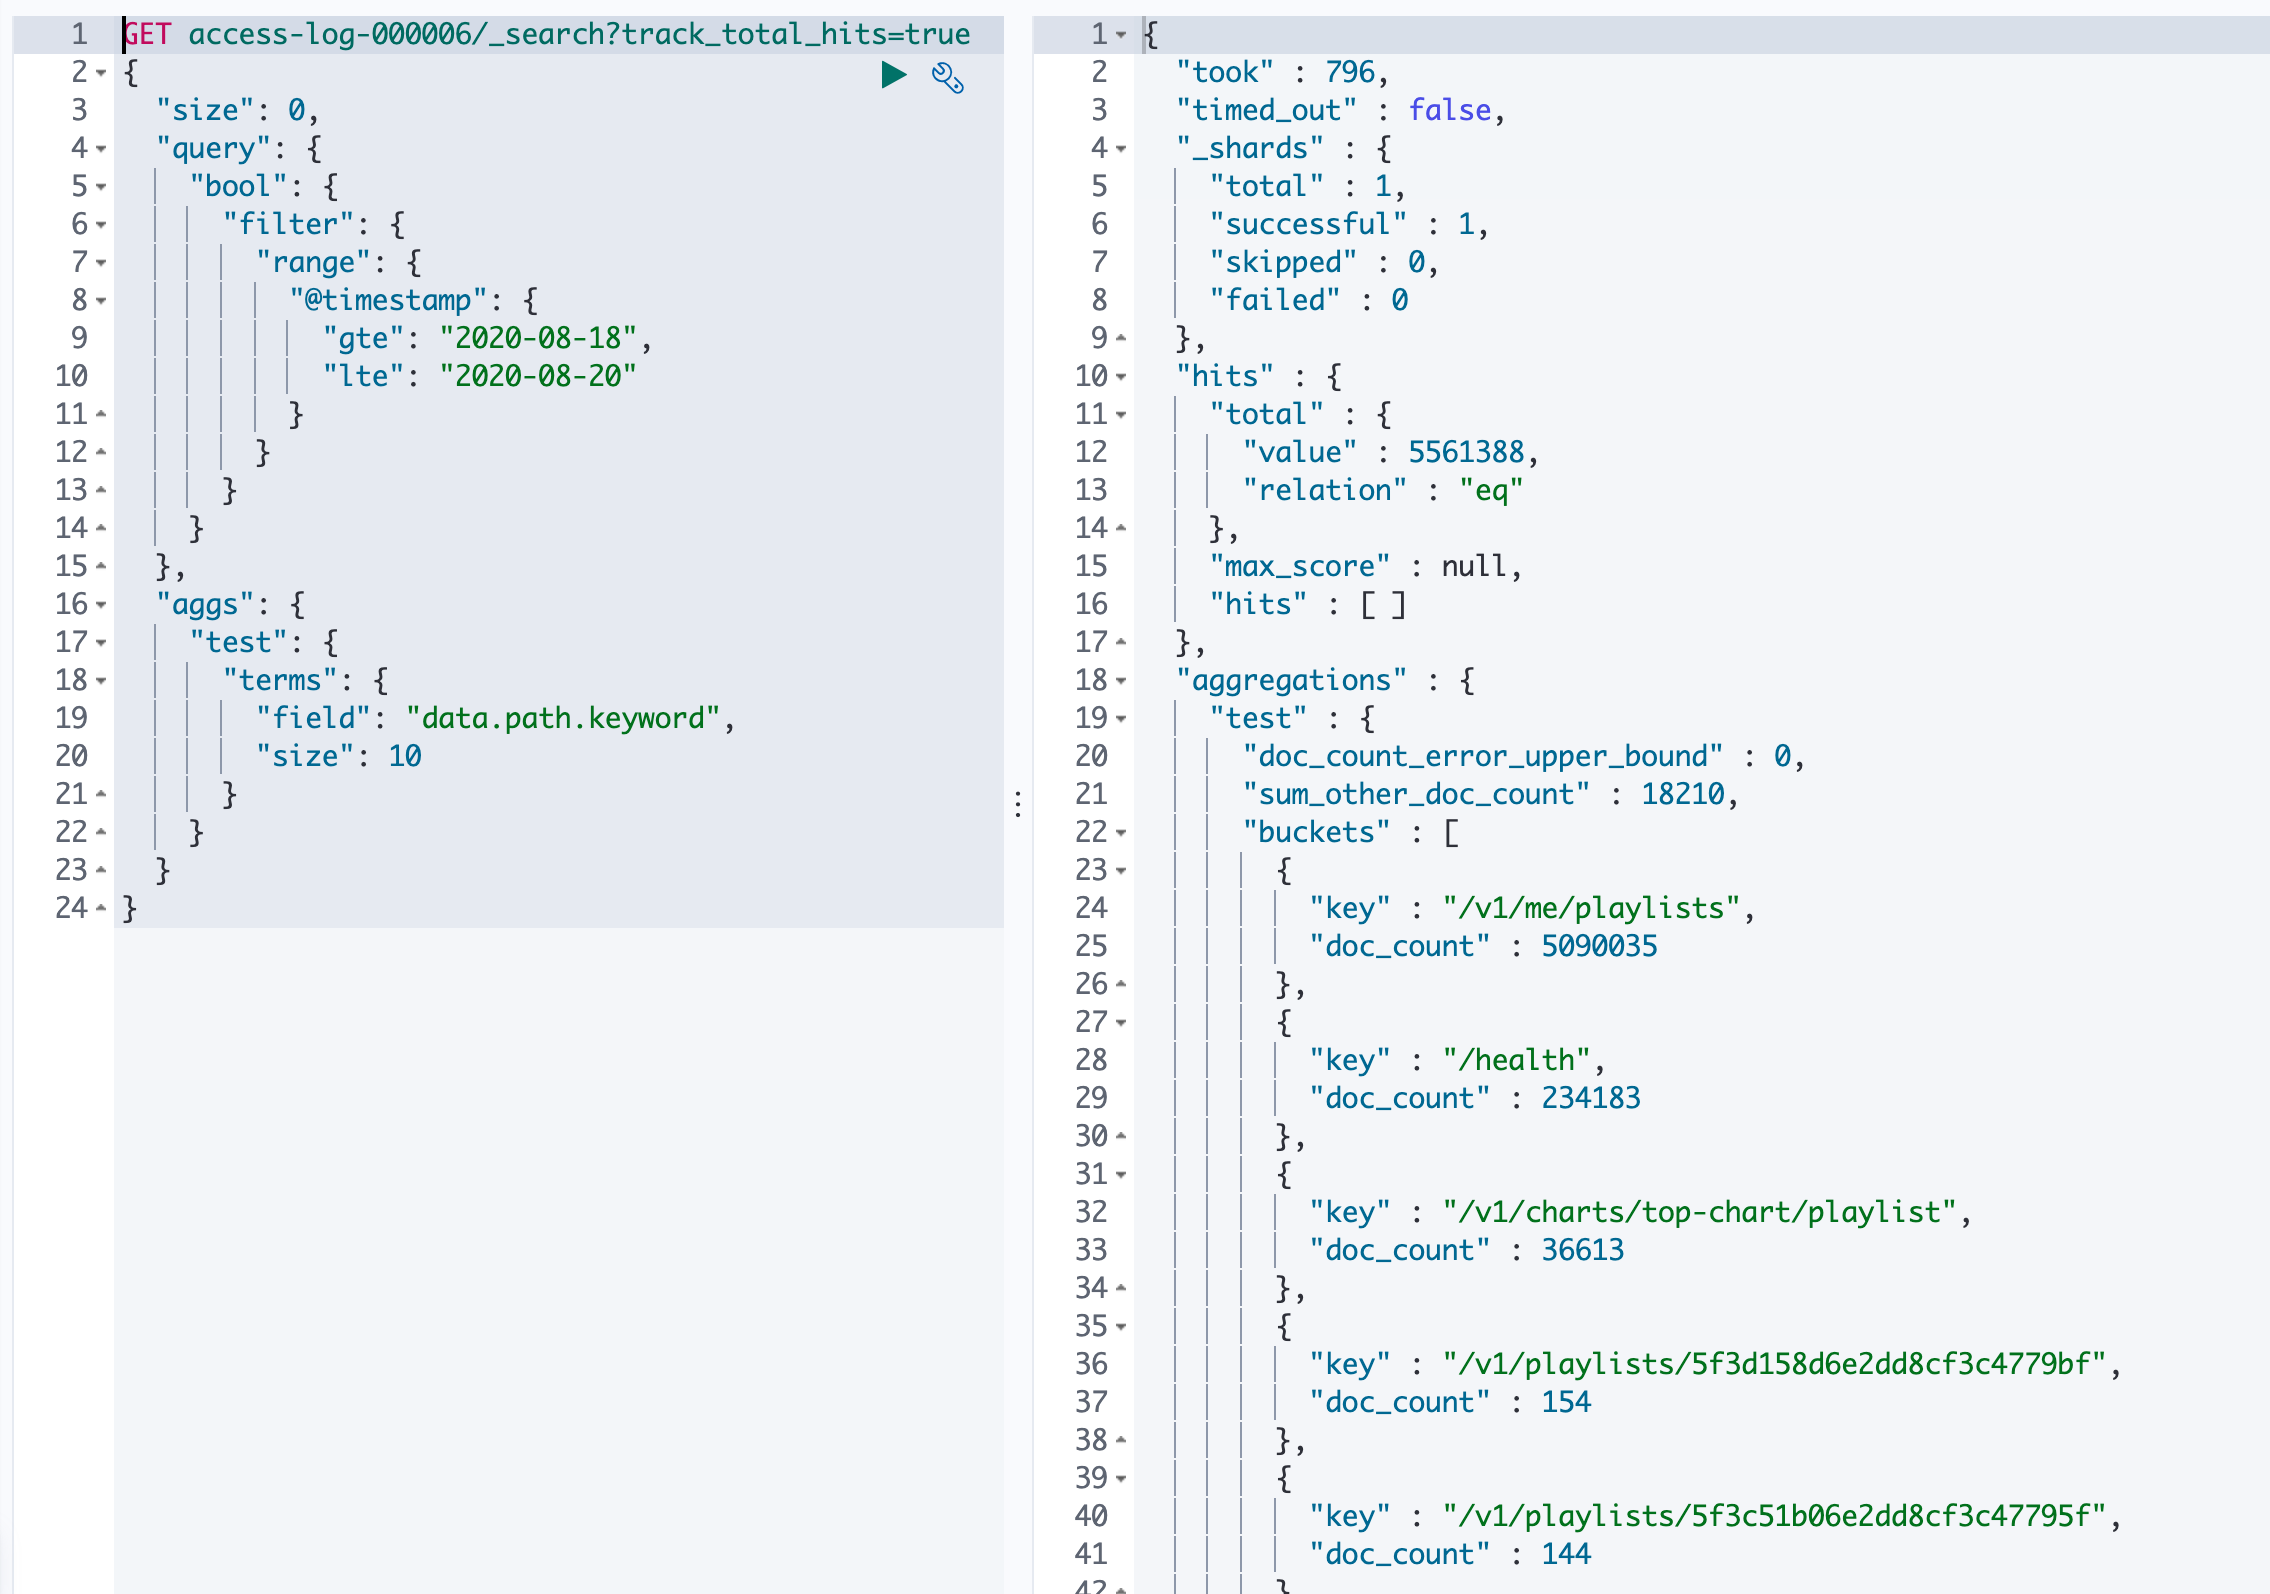 1 GET access-log-000006/_search?track_total_hits=true
2 {
3 "size": 0,
4 "query": {
5 "bool": {
6 "filter": {
7 "range": {
8 "@timestamp": {
9 "gte": "2020-08-18",
10 "lte": "2020-08-20"
11 }
12 }
13 }
14 }
15 },
16 "aggs": {
17 "test": {
18 "terms": {
19 "field": "data.path.keyword",
20 "size": 10
21 }
22 }
23 }
24 }
1 {
2 "took" : 796,
3 "timed_out" : false,
4 "_shards" : {
5 "total" : 1,
6 "successful" : 1,
7 "skipped" : 0,
8 "failed" : 0
9 },
10 "hits" : {
11 "total" : {
12 "value" : 5561388,
13 "relation" : "eq"
14 },
15 "max_score" : null,
16 "hits" : [ ]
17 },
18 "aggregations" : {
19 "test" : {
20 "doc_count_error_upper_bound" : 0,
21 "sum_other_doc_count" : 18210,
22 "buckets" : [
23 {
24 "key" : "/v1/me/playlists",
25 "doc_count" : 5090035
26 },
27 {
28 "key" : "/health",
29 "doc_count" : 234183
30 },
31 {
32 "key" : "/v1/charts/top-chart/playlist",
33 "doc_count" : 36613
34 },
35 {
36 "key" : "/v1/playlists/5f3d158d6e2dd8cf3c4779bf",
37 "doc_count" : 154
38 },
39 {
40 "key" : "/v1/playlists/5f3c51b06e2dd8cf3c47795f",
41 "doc_count" : 144
42 }